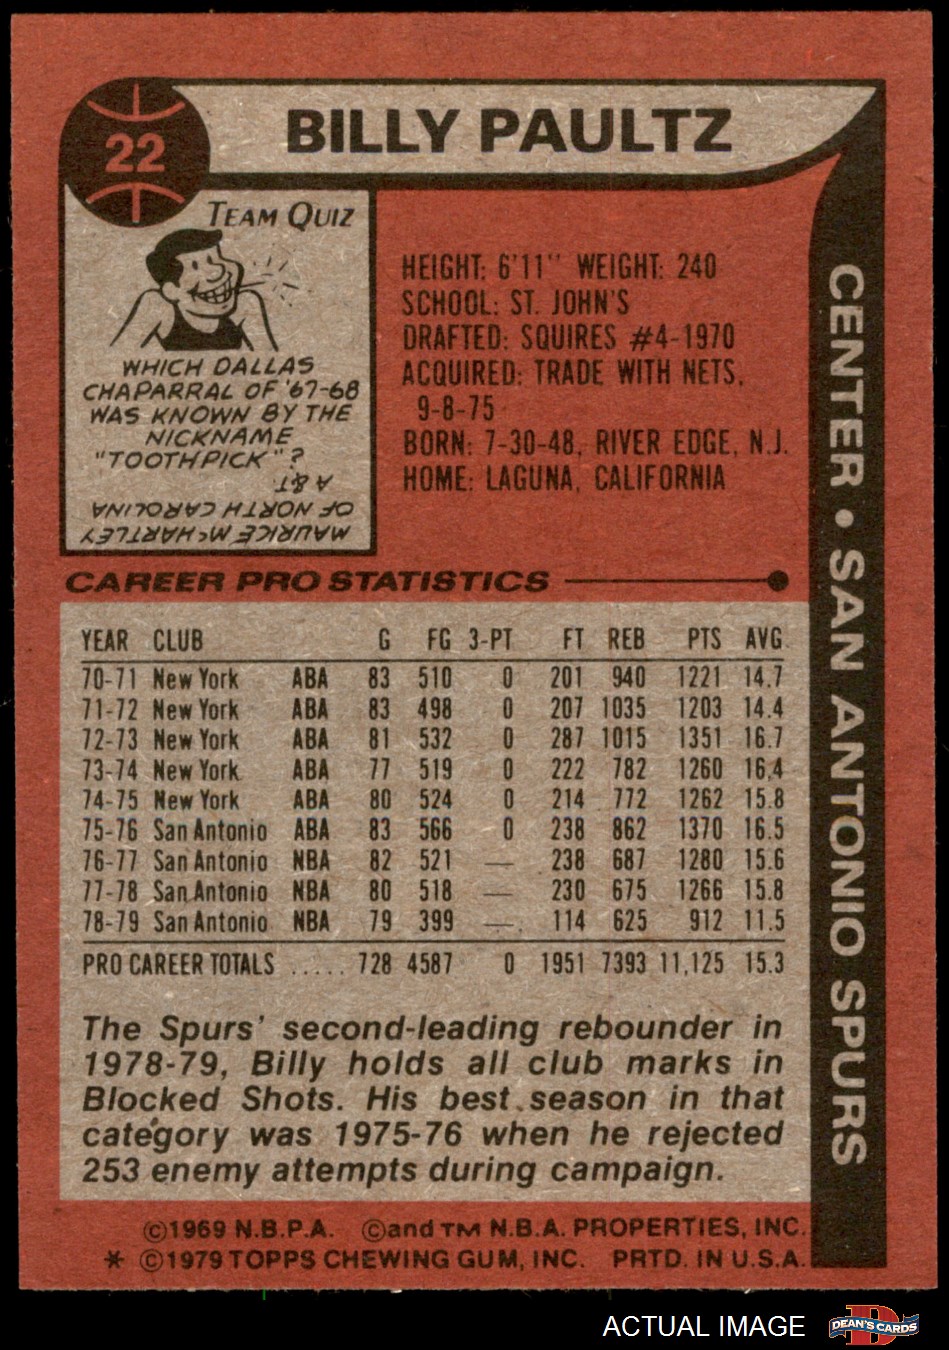 22
BILLY PAULTZ
TEAM QUIZ
WHICH DALLAS
CHAPARRAL OF '67-68
WAS KNOWN BY THE
NICKNAME
"TOOTHPICK"?
MAURICE McHARTLEY
OF NORTH CAROLINA
A&T
HEIGHT: 6'11" WEIGHT: 240
SCHOOL: ST. JOHN'S
DRAFTED: SQUIRES #4-1970
ACQUIRED: TRADE WITH NETS,
9-8-75
BORN: 7-30-48, RIVER EDGE, N.J.
HOME: LAGUNA, CALIFORNIA
CENTER • SAN ANTONIO SPURS
CAREER PRO STATISTICS
YEAR CLUB G FG 3-PT FT REB PTS AVG.
70-71 New York ABA 83 510 0 201 940 1221 14.7
71-72 New York ABA 83 498 0 207 1035 1203 14.4
72-73 New York ABA 81 532 0 287 1015 1351 16.7
73-74 New York ABA 77 519 0 222 782 1260 16.4
74-75 New York ABA 80 524 0 214 772 1262 15.8
75-76 San Antonio ABA 83 566 0 238 862 1370 16.5
76-77 San Antonio NBA 82 521 — 238 687 1280 15.6
77-78 San Antonio NBA 80 518 — 230 675 1266 15.8
78-79 San Antonio NBA 79 399 — 114 625 912 11.5
PRO CAREER TOTALS ..... 728 4587 0 1951 7393 11,125 15.3
The Spurs' second-leading rebounder in
1978-79, Billy holds all club marks in
Blocked Shots. His best season in that
category was 1975-76 when he rejected
253 enemy attempts during campaign.
©1969 N.B.P.A. ©and TM N.B.A. PROPERTIES, INC.
* ©1979 TOPPS CHEWING GUM, INC. PRTD. IN U.S.A.
ACTUAL IMAGE
D
DEAN'S CARDS